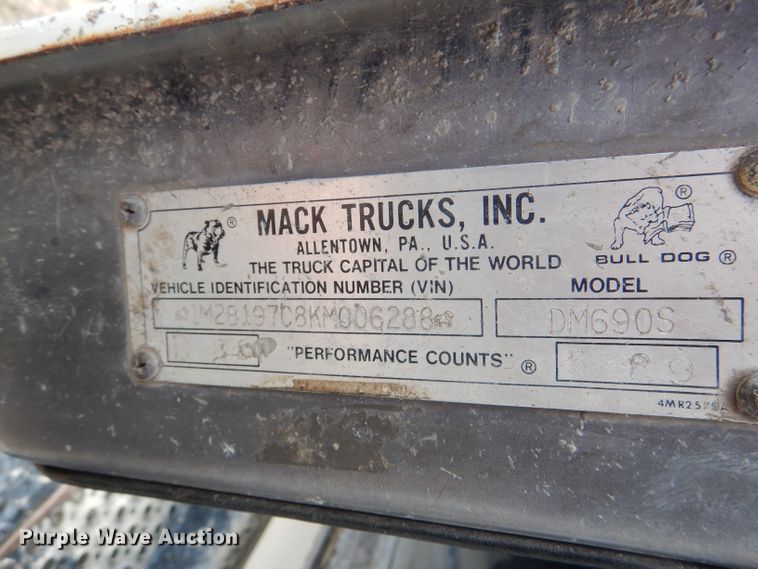 ®
MACK TRUCKS, INC.
®
ALLENTOWN, PA., U.S.A.
THE TRUCK CAPITAL OF THE WORLD
BULL DOG ®
VEHICLE IDENTIFICATION NUMBER (VIN)
MODEL
1M2B197C8KM006288
DM690S
"PERFORMANCE COUNTS" ®
Purple Wave Auction